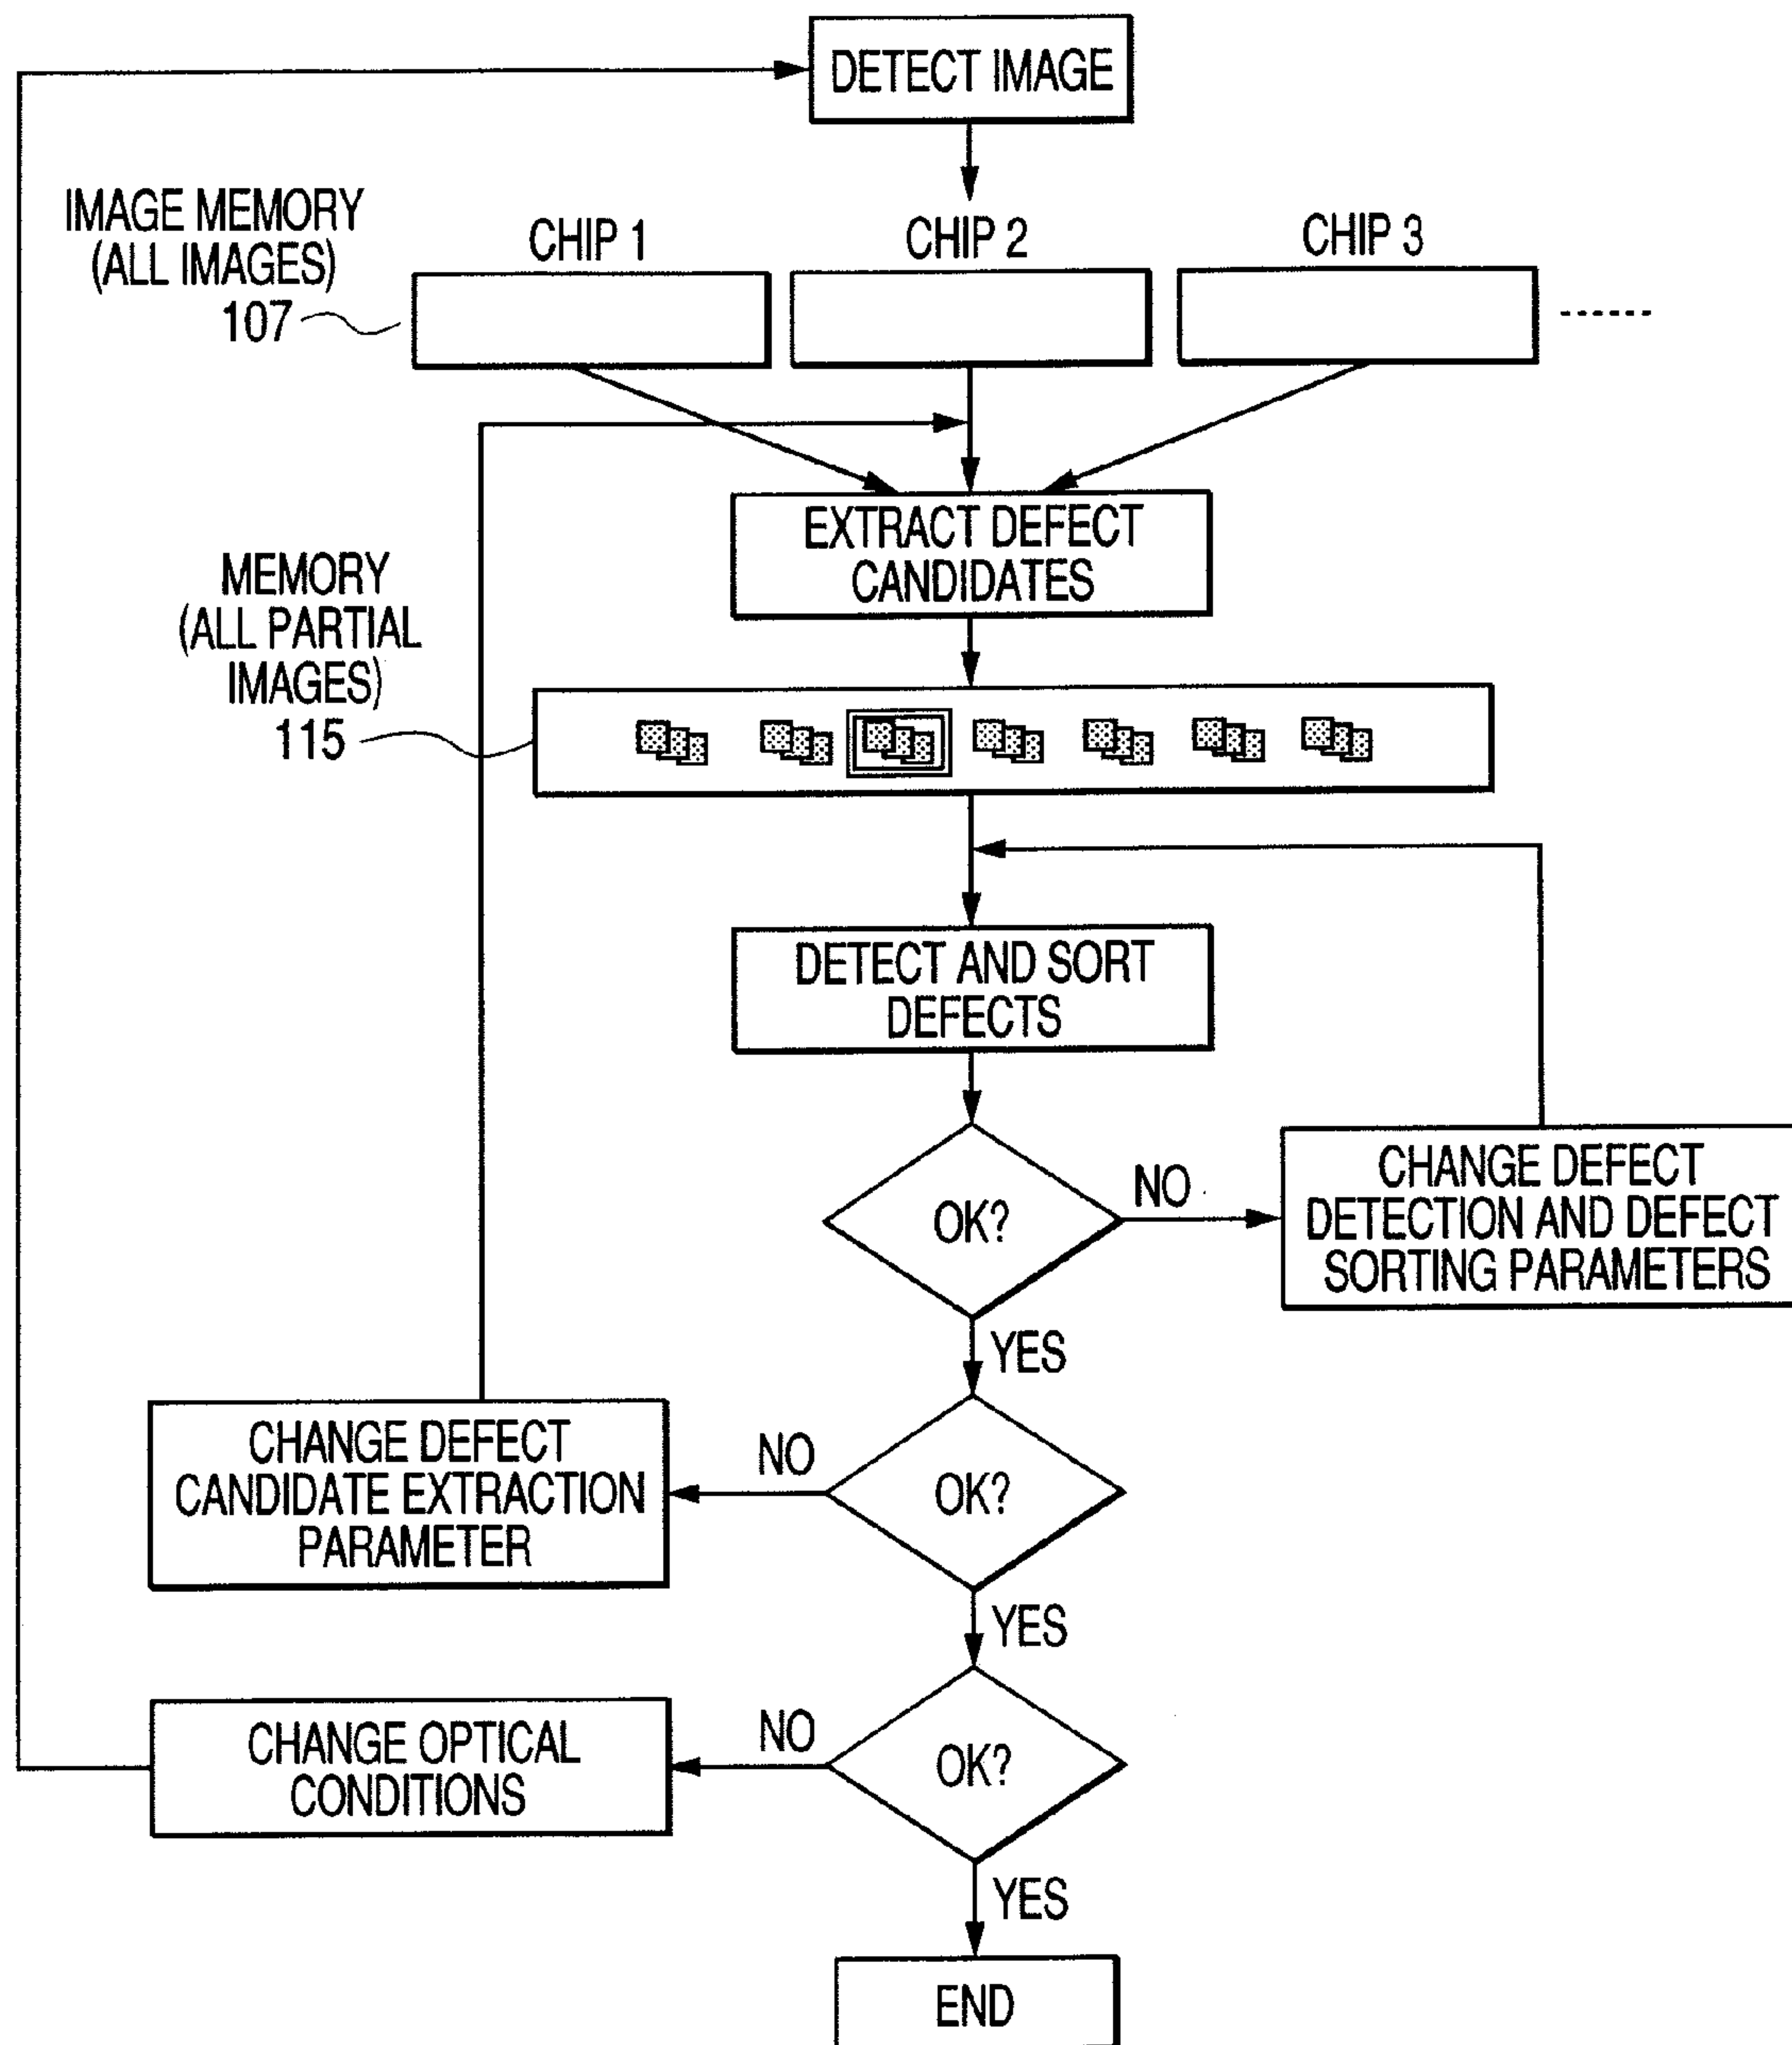 DETECT IMAGE
IMAGE MEMORY
(ALL IMAGES)
107
CHIP 1
CHIP 2
CHIP 3
EXTRACT DEFECT
CANDIDATES
MEMORY
(ALL PARTIAL
IMAGES)
115
DETECT AND SORT
DEFECTS
OK?
NO
CHANGE DEFECT
DETECTION AND DEFECT
SORTING PARAMETERS
YES
CHANGE DEFECT
CANDIDATE EXTRACTION
PARAMETER
NO
OK?
YES
CHANGE OPTICAL
CONDITIONS
NO
OK?
YES
END